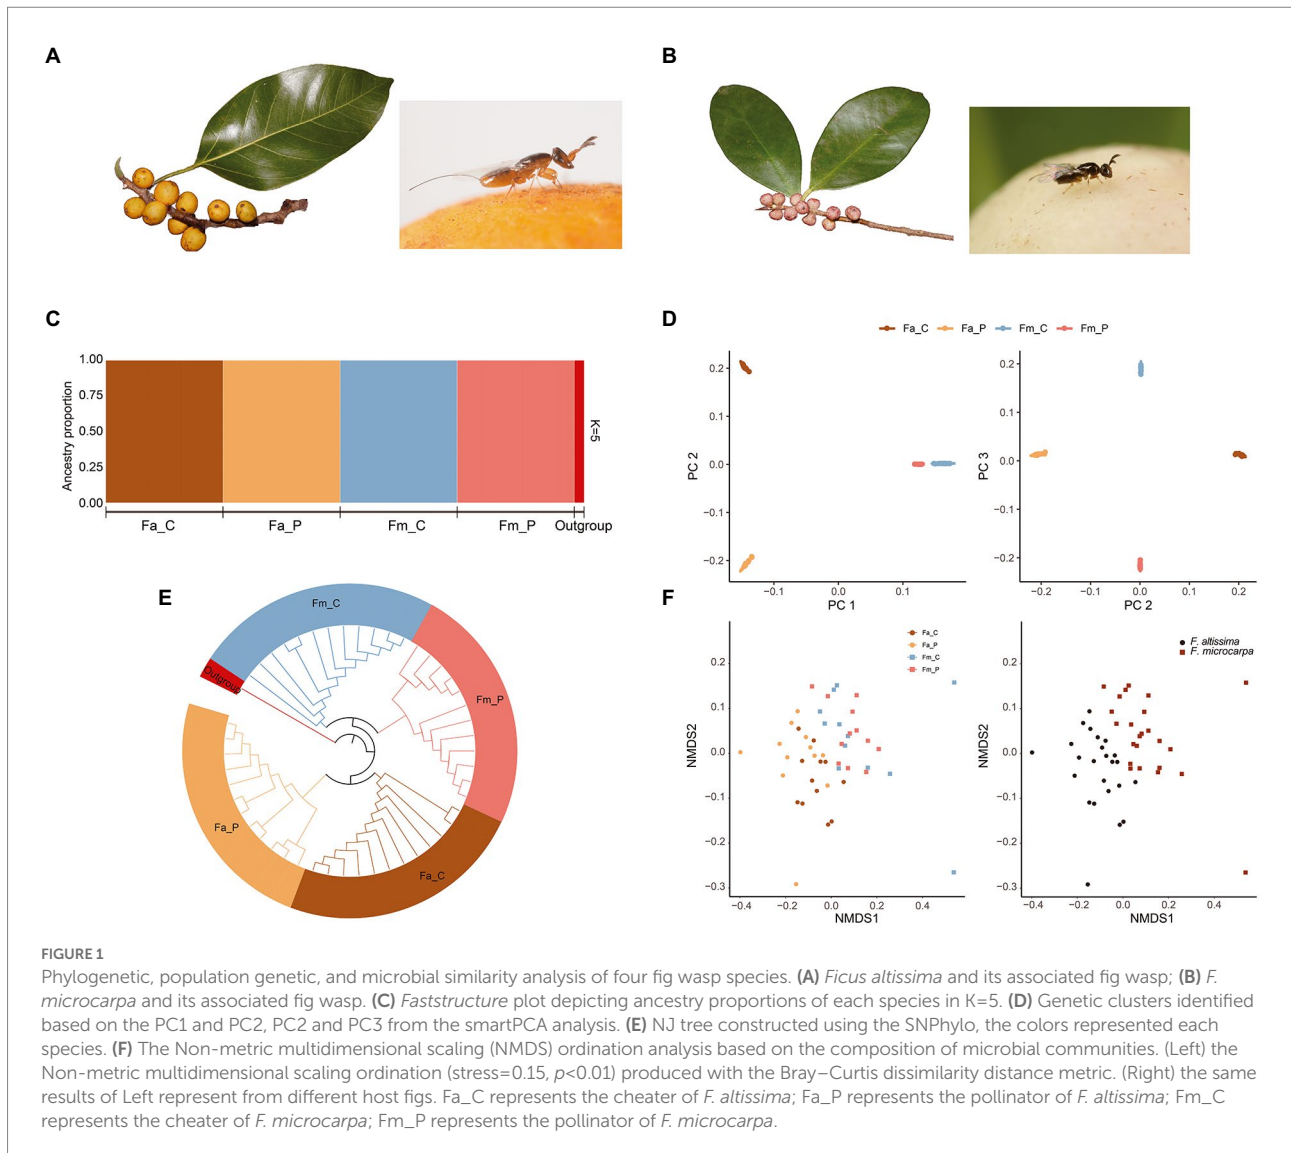 A
B
C
1.00
0.75
0.50
0.25
0.00
Ancestry proportion
K=5
Fa_C
Fa_P
Fm_C
Fm_P
Outgroup
D
Fa_C
Fa_P
Fm_C
Fm_P
0.2
0.1
0.0
−0.1
−0.2
PC 2
−0.1
0.0
0.1
PC 1
0.2
0.1
0.0
−0.1
−0.2
PC 3
−0.2
−0.1
0.0
0.1
0.2
PC 2
E
Fm_C
Outgroup
Fm_P
Fa_P
Fa_C
F
Fa_C
Fa_P
Fm_C
Fm_P
0.2
0.1
0.0
−0.1
−0.2
−0.3
NMDS2
−0.4
−0.2
0.0
0.2
0.4
NMDS1
F. altissima
F. microcarpa
0.2
0.1
0.0
−0.1
−0.2
−0.3
NMDS2
−0.4
−0.2
0.0
0.2
0.4
NMDS1
FIGURE 1
Phylogenetic, population genetic, and microbial similarity analysis of four fig wasp species. (A) Ficus altissima and its associated fig wasp; (B) F.
microcarpa and its associated fig wasp. (C) Faststructure plot depicting ancestry proportions of each species in K=5. (D) Genetic clusters identified
based on the PC1 and PC2, PC2 and PC3 from the smartPCA analysis. (E) NJ tree constructed using the SNPhylo, the colors represented each
species. (F) The Non-metric multidimensional scaling (NMDS) ordination analysis based on the composition of microbial communities. (Left) the
Non-metric multidimensional scaling ordination (stress=0.15, p<0.01) produced with the Bray–Curtis dissimilarity distance metric. (Right) the same
results of Left represent from different host figs. Fa_C represents the cheater of F. altissima; Fa_P represents the pollinator of F. altissima; Fm_C
represents the cheater of F. microcarpa; Fm_P represents the pollinator of F. microcarpa.